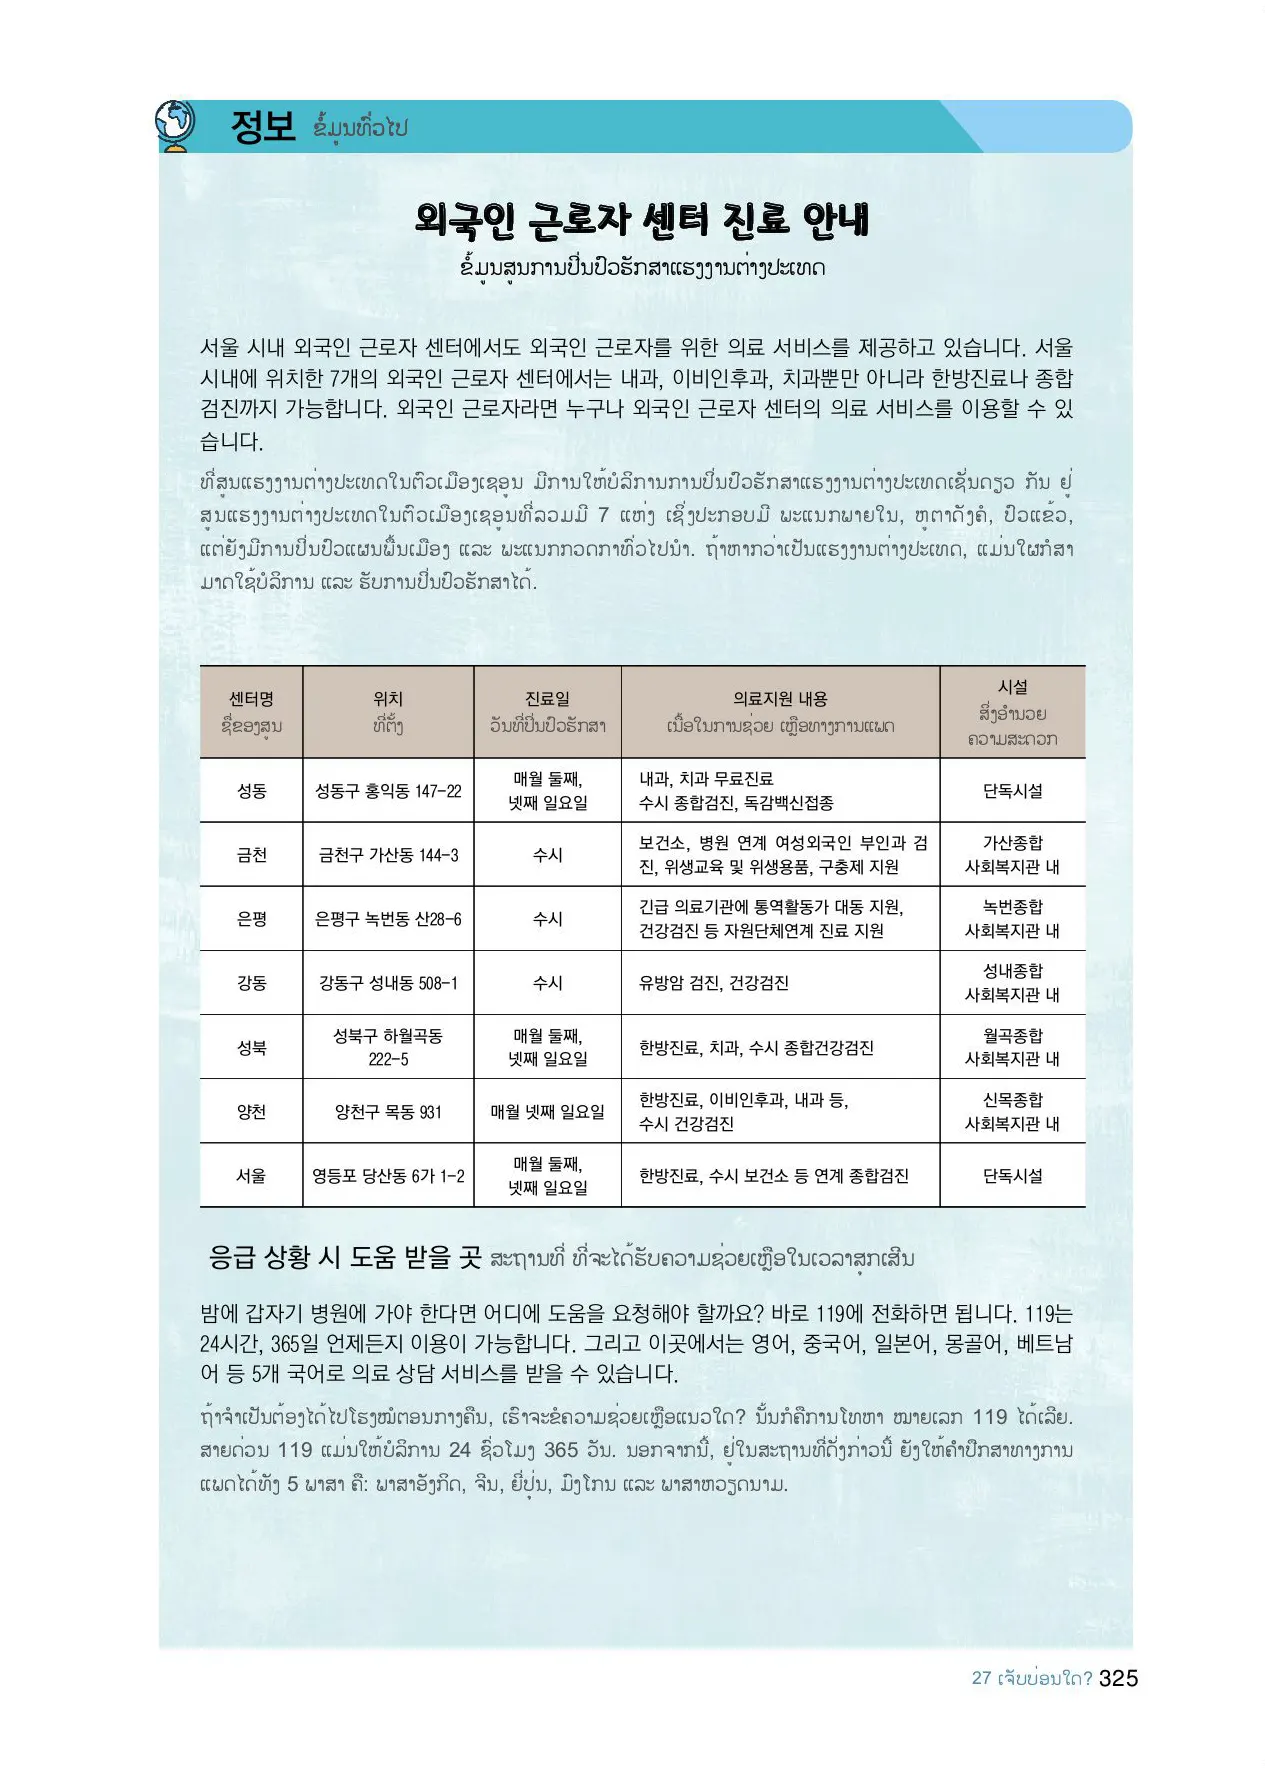 정보 ຂໍ້ມູນທົ່ວໄປ
외국인 근로자 센터 진료 안내
ຂໍ້ມູນສູນການປິ່ນປົວຮັກສາແຮງງານຕ່າງປະເທດ
서울 시내 외국인 근로자 센터에서도 외국인 근로자를 위한 의료 서비스를 제공하고 있습니다. 서울
시내에 위치한 7개의 외국인 근로자 센터에서는 내과, 이비인후과, 치과뿐만 아니라 한방진료나 종합
검진까지 가능합니다. 외국인 근로자라면 누구나 외국인 근로자 센터의 의료 서비스를 이용할 수 있
습니다.
ທີ່ສູນແຮງງານຕ່າງປະເທດໃນຕົວເມືອງເຊອູນ ມີການໃຫ້ບໍລິການການປິ່ນປົວຮັກສາແຮງງານຕ່າງປະເທດເຊັ່ນດຽວ ກັນ ຢູ່
ສູນແຮງງານຕ່າງປະເທດໃນຕົວເມືອງເຊອູນທີ່ລວມມີ 7 ແຫ່ງ ເຊິ່ງປະກອບມີ ພະແນກພາຍໃນ, ຫູຕາດັງຄໍ, ປົວແຂ້ວ,
ແຕ່ຍັງມີການປິ່ນປົວແຜນພື້ນເມືອງ ແລະ ພະແນກກວດກາທົ່ວໄປນຳ. ຖ້າຫາກວ່າເປັນແຮງງານຕ່າງປະເທດ, ແມ່ນໃຜກໍສາ
ມາດໃຊ້ບໍລິການ ແລະ ຮັບການປິ່ນປົວຮັກສາໄດ້.
센터명 위치 진료일 의료지원 내용 시설
ຊື່ຂອງສູນ ທີ່ຕັ້ງ ວັນທີ່ປິ່ນປົວຮັກສາ ເນື້ອໃນການຊ່ວຍ ເຫຼືອທາງການແພດ ສິ່ງອຳນວຍ
ຄວາມສະດວກ
성동 성동구 홍익동 147-22 매월 둘째, 내과, 치과 무료진료 단독시설
넷째 일요일 수시 종합검진, 독감백신접종
금천 금천구 가산동 144-3 수시 보건소, 병원 연계 여성외국인 부인과 검 가산종합
진, 위생교육 및 위생용품, 구충제 지원 사회복지관 내
은평 은평구 녹번동 산28-6 수시 긴급 의료기관에 통역활동가 대동 지원, 녹번종합
건강검진 등 자원단체연계 진료 지원 사회복지관 내
강동 강동구 성내동 508-1 수시 유방암 검진, 건강검진 성내종합
사회복지관 내
성북 성북구 하월곡동 매월 둘째, 한방진료, 치과, 수시 종합건강검진 월곡종합
222-5 넷째 일요일 사회복지관 내
양천 양천구 목동 931 매월 넷째 일요일 한방진료, 이비인후과, 내과 등, 신목종합
수시 건강검진 사회복지관 내
서울 영등포 당산동 6가 1-2 매월 둘째, 한방진료, 수시 보건소 등 연계 종합검진 단독시설
넷째 일요일
응급 상황 시 도움 받을 곳 ສະຖານທີ່ ທີ່ຈະໄດ້ຮັບຄວາມຊ່ວຍເຫຼືອໃນເວລາສຸກເສີນ
밤에 갑자기 병원에 가야 한다면 어디에 도움을 요청해야 할까요? 바로 119에 전화하면 됩니다. 119는
24시간, 365일 언제든지 이용이 가능합니다. 그리고 이곳에서는 영어, 중국어, 일본어, 몽골어, 베트남
어 등 5개 국어로 의료 상담 서비스를 받을 수 있습니다.
ຖ້າຈຳເປັນຕ້ອງໄດ້ໄປໂຮງໝໍຕອນກາງຄືນ, ເຮົາຈະຂໍຄວາມຊ່ວຍເຫຼືອແນວໃດ? ນັ້ນກໍຄືການໂທຫາ ໝາຍເລກ 119 ໄດ້ເລີຍ.
ສາຍດ່ວນ 119 ແມ່ນໃຫ້ບໍລິການ 24 ຊົ່ວໂມງ 365 ວັນ. ນອກຈາກນີ້, ຢູ່ໃນສະຖານທີ່ດັ່ງກ່າວນີ້ ຍັງໃຫ້ຄຳປຶກສາທາງການ
ແພດໄດ້ທັງ 5 ພາສາ ຄື: ພາສາອັງກິດ, ຈີນ, ຍີ່ປຸ່ນ, ມົງໂກນ ແລະ ພາສາຫວຽດນາມ.
27 ເຈັບບ່ອນໃດ? 325